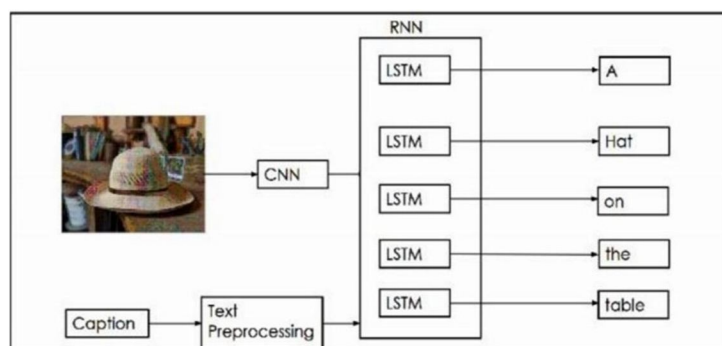 RNN
LSTM
A
LSTM
Hat
CNN
LSTM
on
LSTM
the
LSTM
table
Caption
Text
Preprocessing